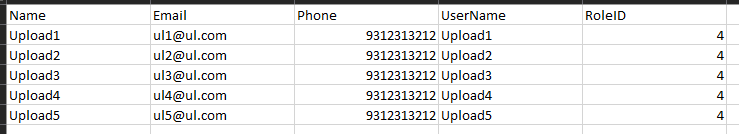 Name Email Phone UserName RoleID
Upload1 ul1@ul.com 9312313212 Upload1 4
Upload2 ul2@ul.com 9312313212 Upload2 4
Upload3 ul3@ul.com 9312313212 Upload3 4
Upload4 ul4@ul.com 9312313212 Upload4 4
Upload5 ul5@ul.com 9312313212 Upload5 4